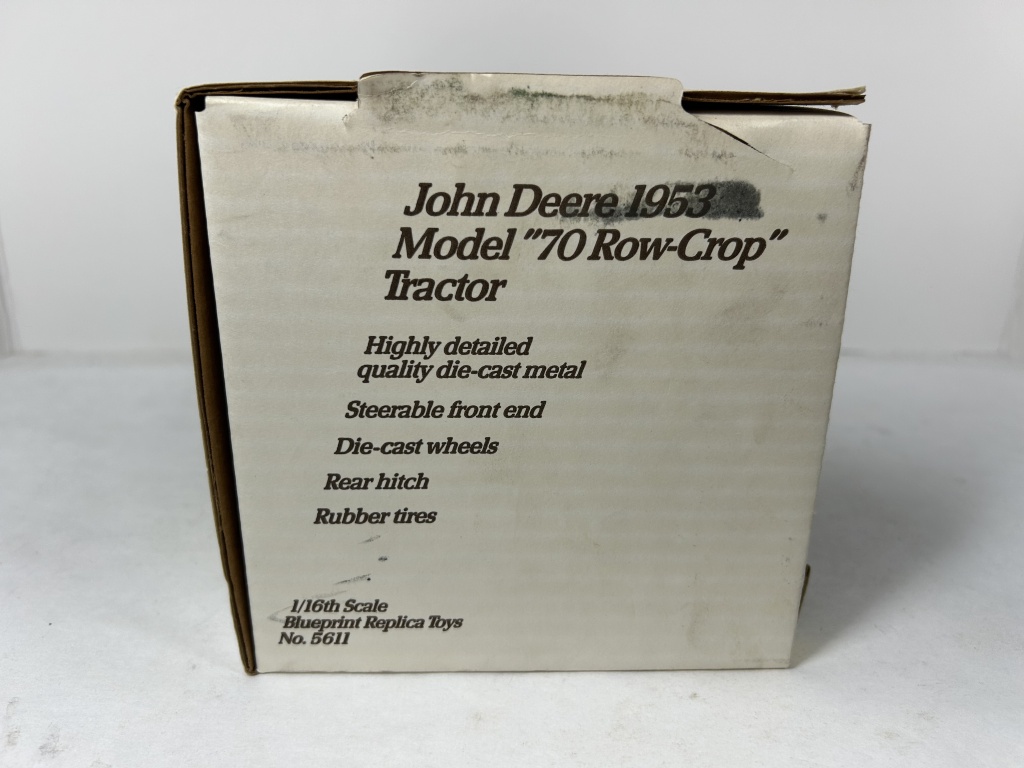 John Deere 1953
Model "70 Row-Crop"
Tractor
Highly detailed
quality die-cast metal
Steerable front end
Die-cast wheels
Rear hitch
Rubber tires
1/16th Scale
Blueprint Replica Toys
No. 5611